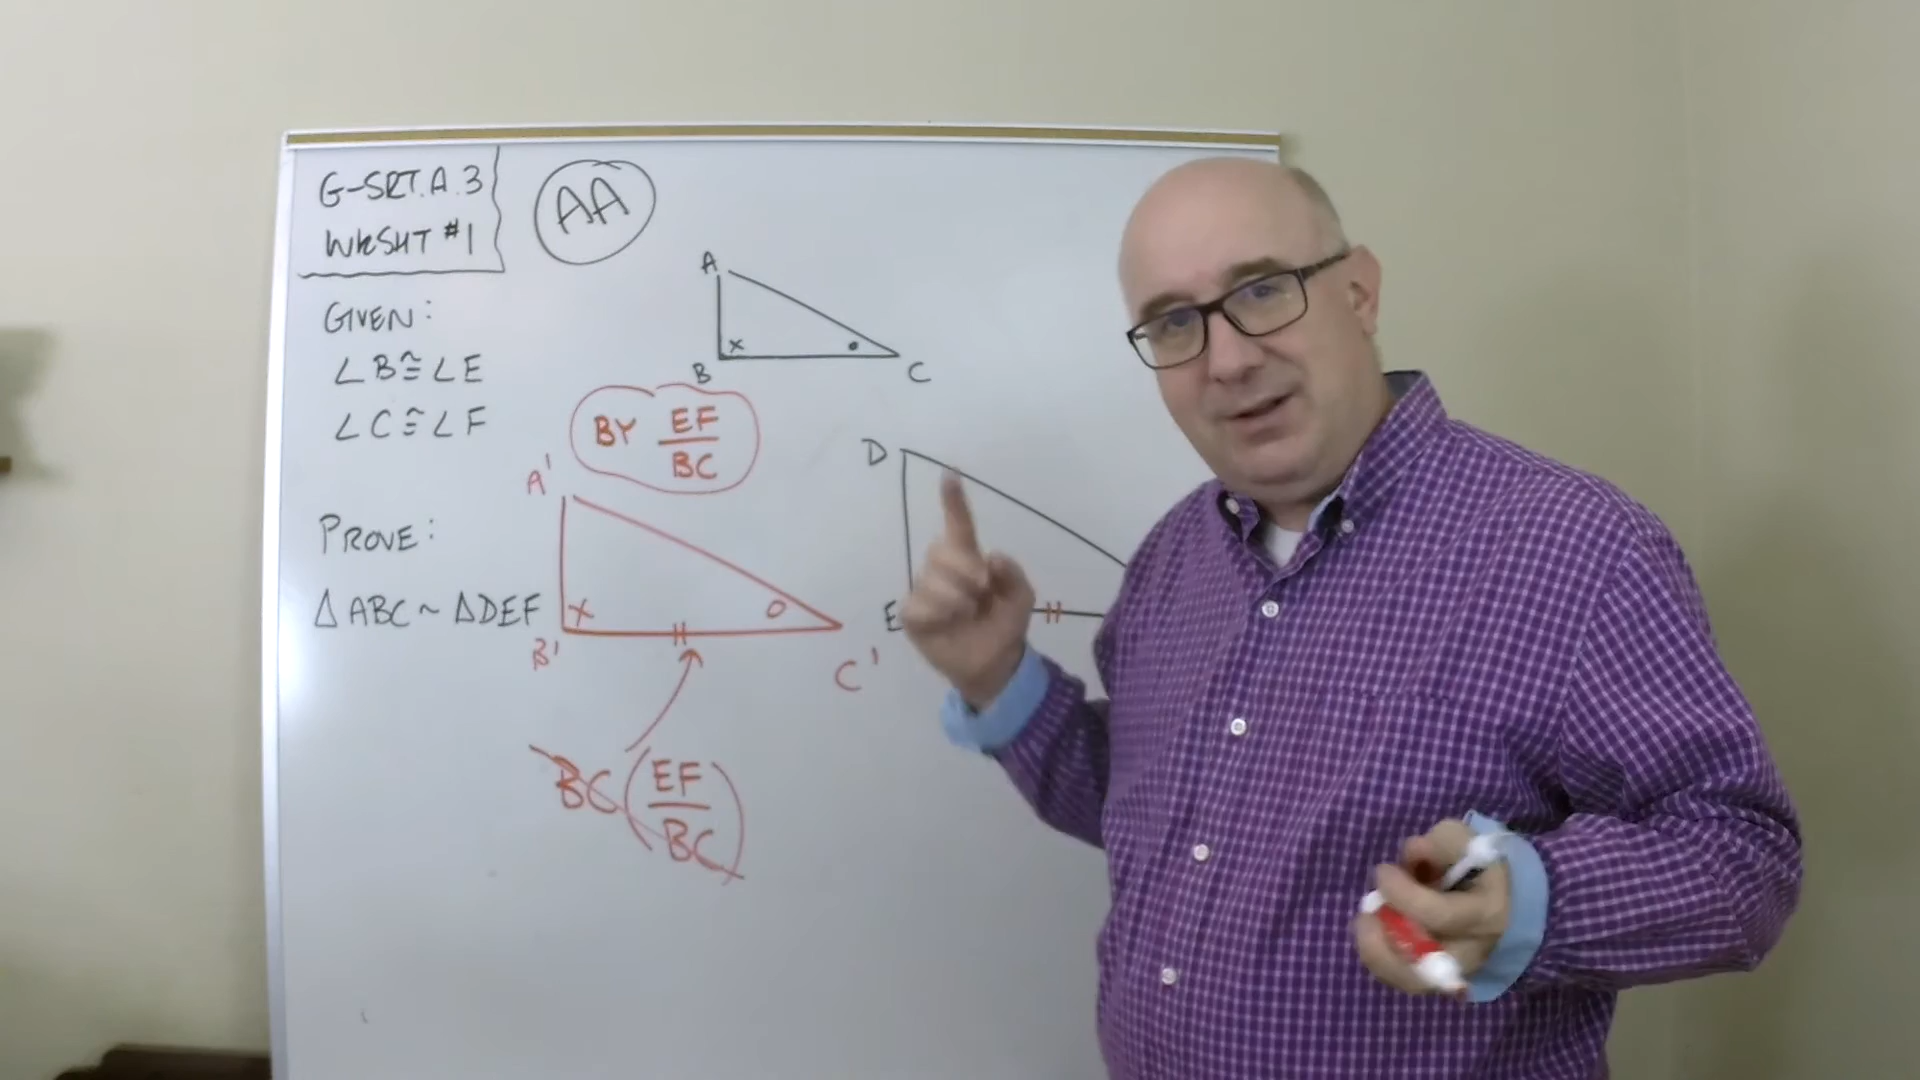 G-SRT.A.3
WKSHT #1
AA
GIVEN:
∠B≅∠E
∠C≅∠F
PROVE:
△ABC~△DEF
A
x
B
C
BY EF/BC
A'
x
O
B'
C'
D
E
BC(EF/BC)